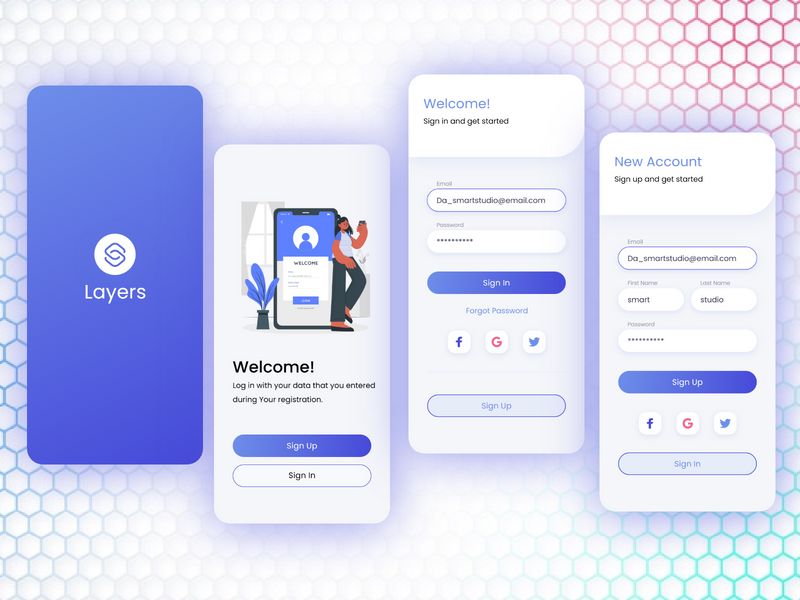 Layers
WELCOME
Welcome!
Log in with your data that you entered
during Your registration.
Sign Up
Sign In
Welcome!
Sign in and get started
Email
Da_smartstudio@email.com
Password
**********
Sign In
Forgot Password
Sign Up
New Account
Sign up and get started
Email
Da_smartstudio@email.com
First Name
Last Name
smart
studio
Password
**********
Sign Up
Sign In